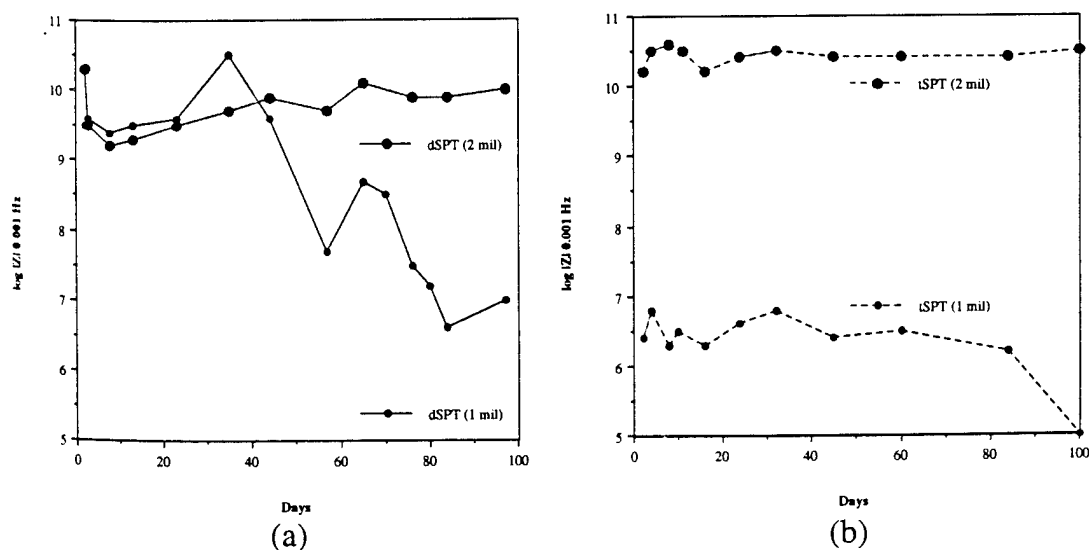 11
10
9
8
7
6
5
0 20 40 60 80 100
log |Z| 0.001 Hz
Days
dSPT (2 mil)
dSPT (1 mil)
(a)
11
10
9
8
7
6
5
0 20 40 60 80 100
log |Z| 0.001 Hz
Days
tSPT (2 mil)
tSPT (1 mil)
(b)